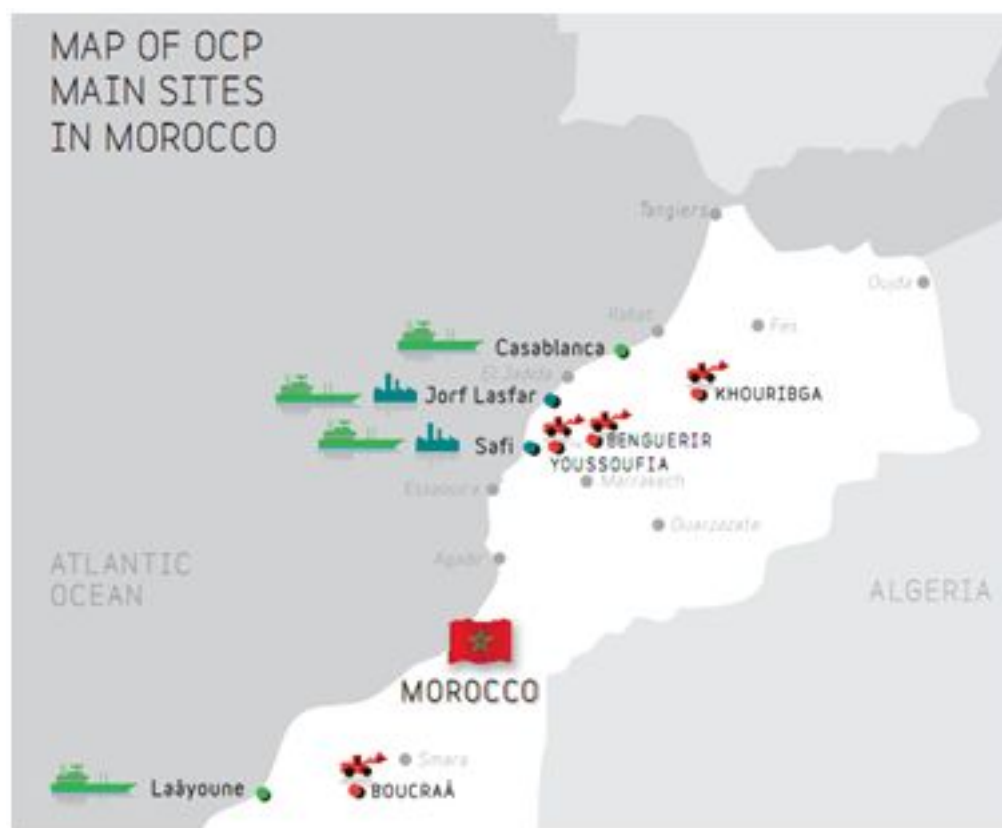 MAP OF OCP
MAIN SITES
IN MOROCCO
Tangiers
Oujda
Rabat
Fes
Casablanca
El Jadida
Jorf Lasfar
KHOURIBGA
Safi
BENGUERIR
YOUSSOUFIA
Marrakech
Essaouira
Ouarzazate
Agadir
ATLANTIC
OCEAN
ALGERIA
MOROCCO
Smara
Laâyoune
BOUCRAÂ